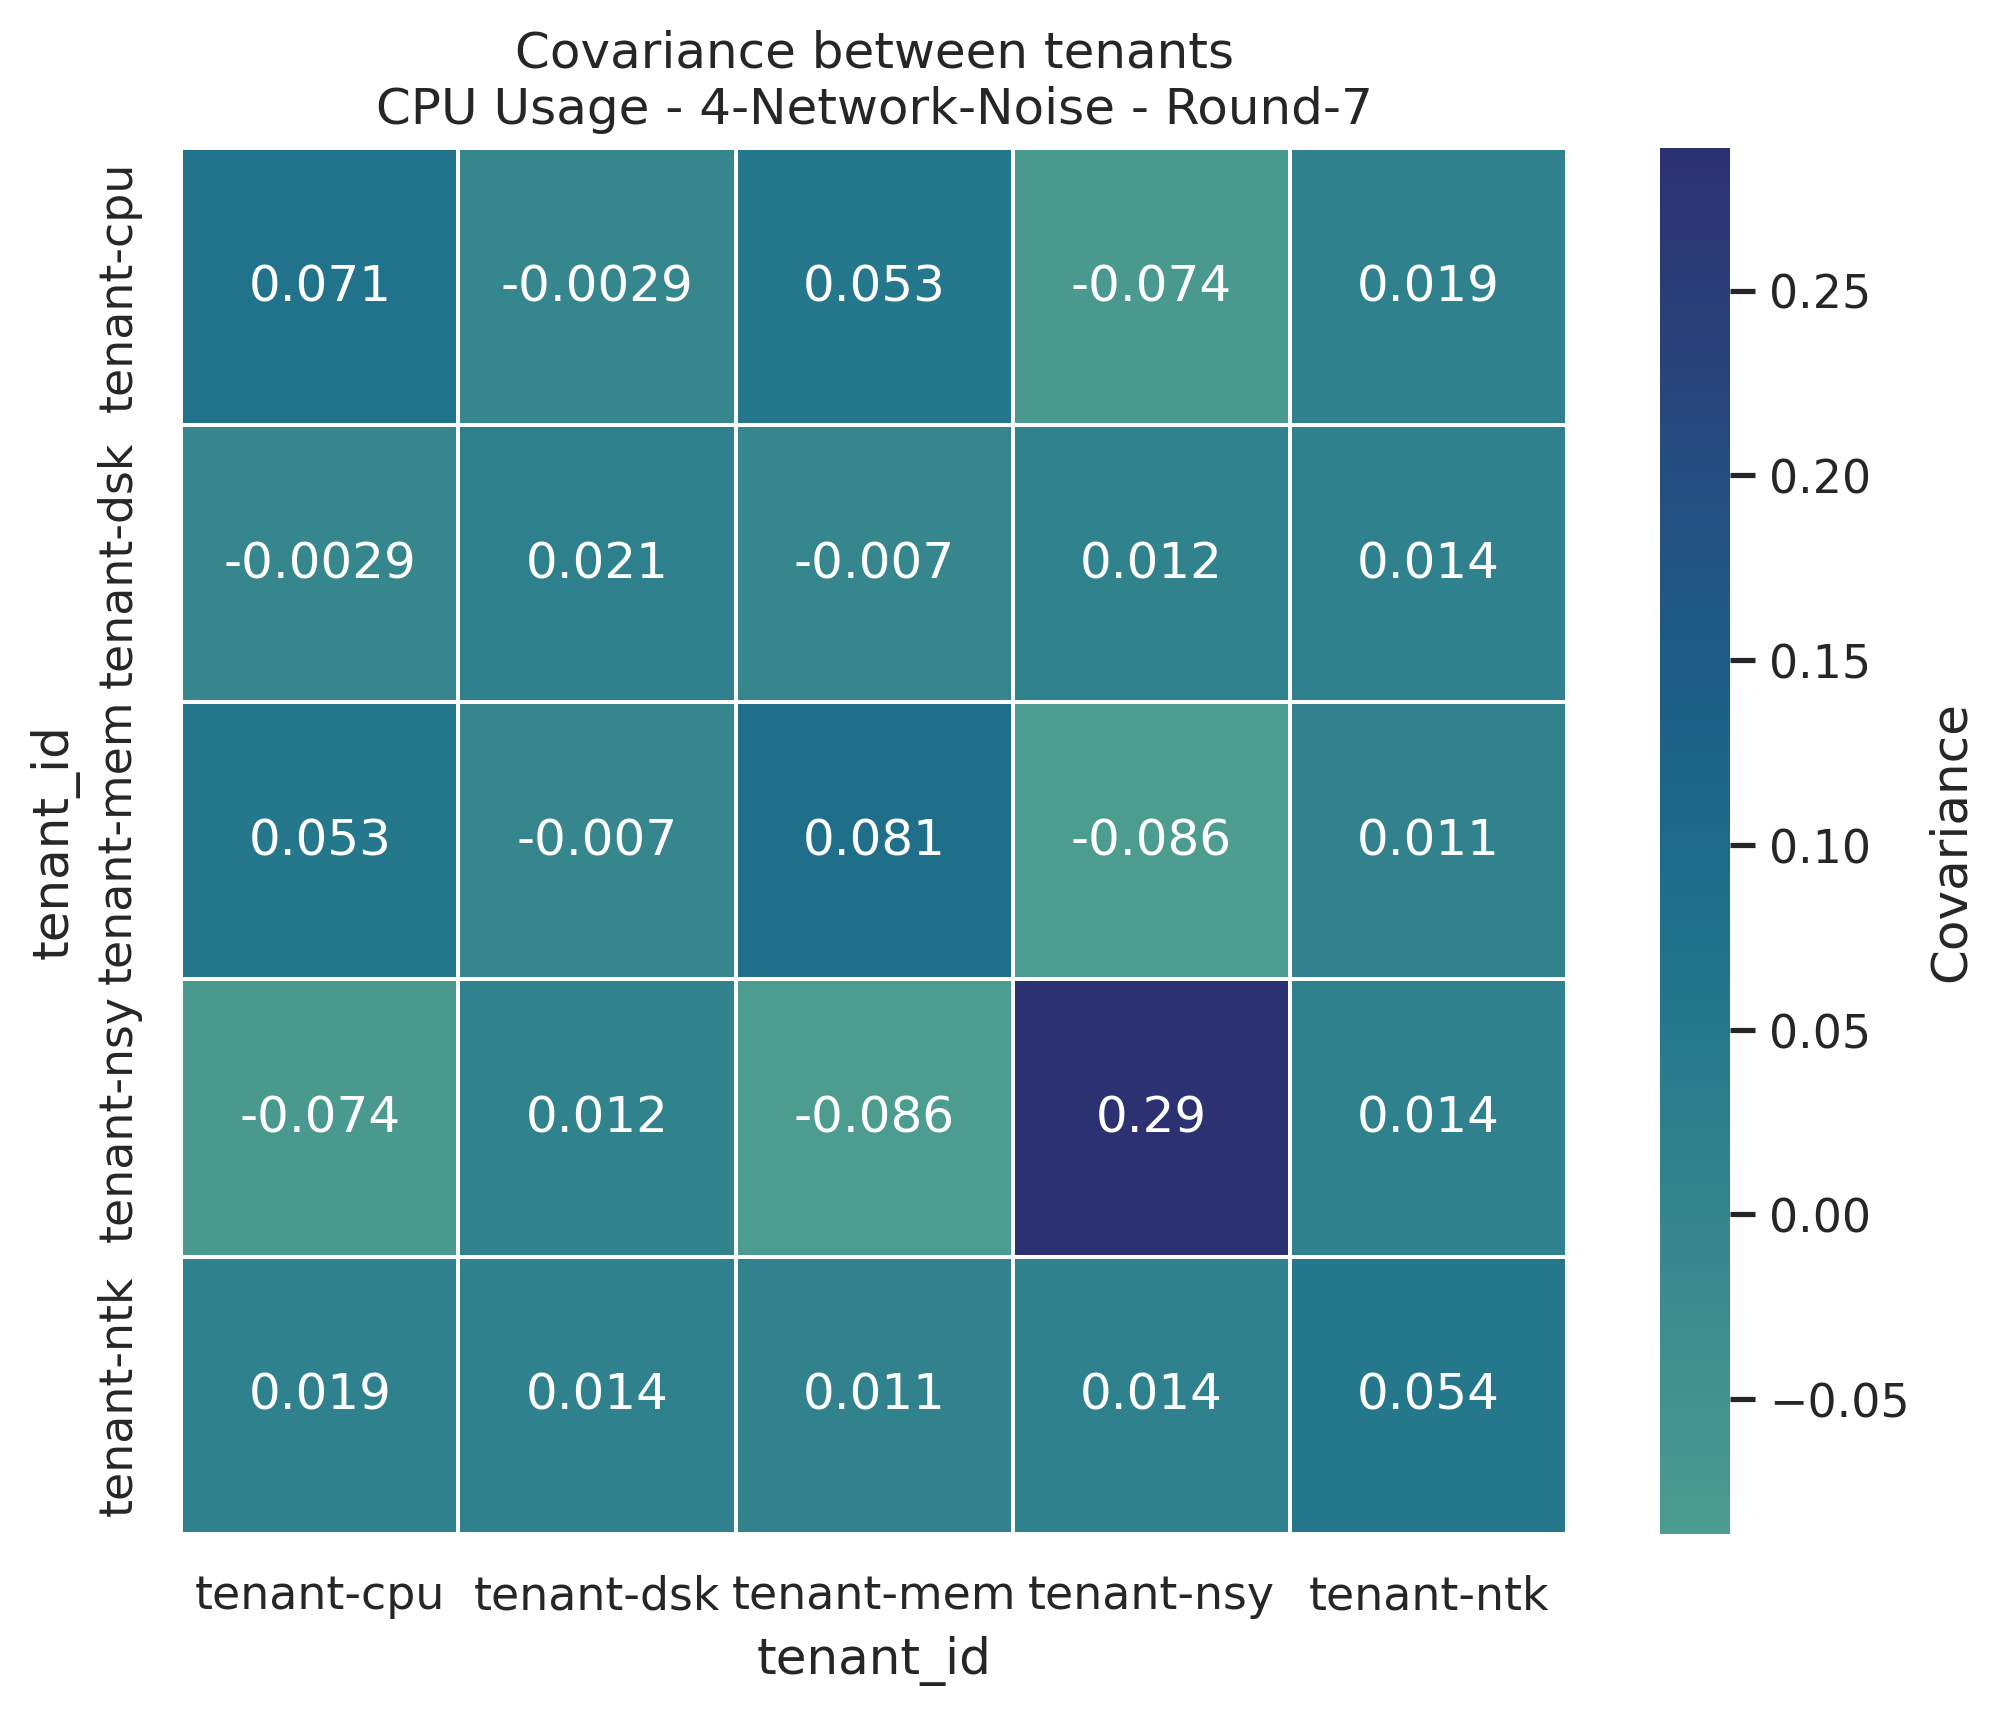 Covariance between tenants
CPU Usage - 4-Network-Noise - Round-7
tenant_id
tenant-cpu
0.071 -0.0029 0.053 -0.074 0.019
tenant-dsk
-0.0029 0.021 -0.007 0.012 0.014
tenant-mem
0.053 -0.007 0.081 -0.086 0.011
tenant-nsy
-0.074 0.012 -0.086 0.29 0.014
tenant-ntk
0.019 0.014 0.011 0.014 0.054
tenant-cpu tenant-dsk tenant-mem tenant-nsy tenant-ntk
tenant_id
0.25
0.20
0.15
0.10
0.05
0.00
−0.05
Covariance